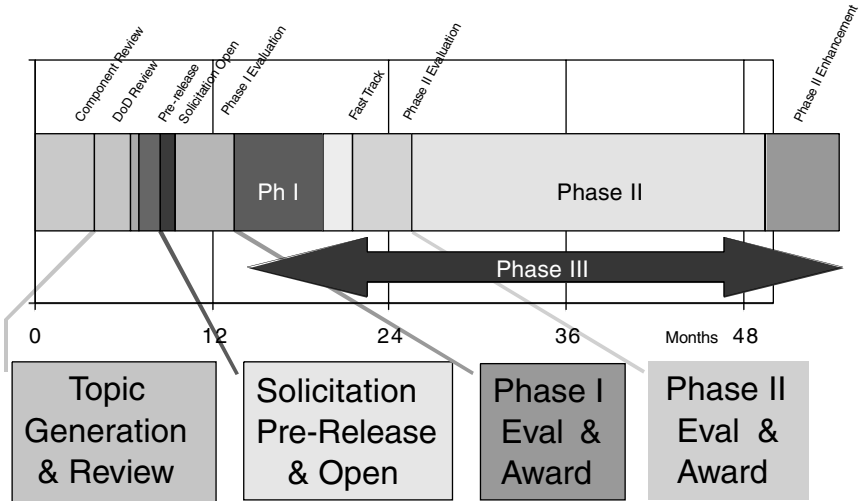 Component Review
DoD Review
Pre-release
Solicitation Open
Phase I Evaluation
Fast Track
Phase II Evaluation
Phase II Enhancement
Ph I
Phase II
Phase III
0
12
24
36
Months
48
Topic
Generation
& Review
Solicitation
Pre-Release
& Open
Phase I
Eval &
Award
Phase II
Eval &
Award